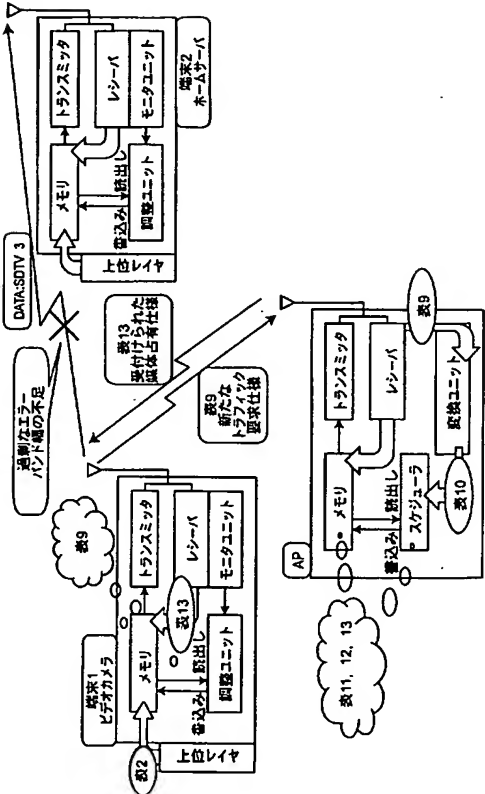 過剰なエラー
バンド幅の不足
DATA:SDTV 3
端末1
ビデオカメラ
表9
メモリ
トランスミッタ
レシーバ
モニタユニット
調整ユニット
書込み
読出し
表13
表2
上位レイヤ
表13
受付けられた
媒体占有仕様
表9
新たな
トラフィック
要求仕様
端末2
ホームサーバ
メモリ
トランスミッタ
レシーバ
モニタユニット
調整ユニット
書込み
読出し
上位レイヤ
AP
メモリ
トランスミッタ
レシーバ
変換ユニット
スケジューラ
書込み
読出し
表9
表10
表11, 12, 13